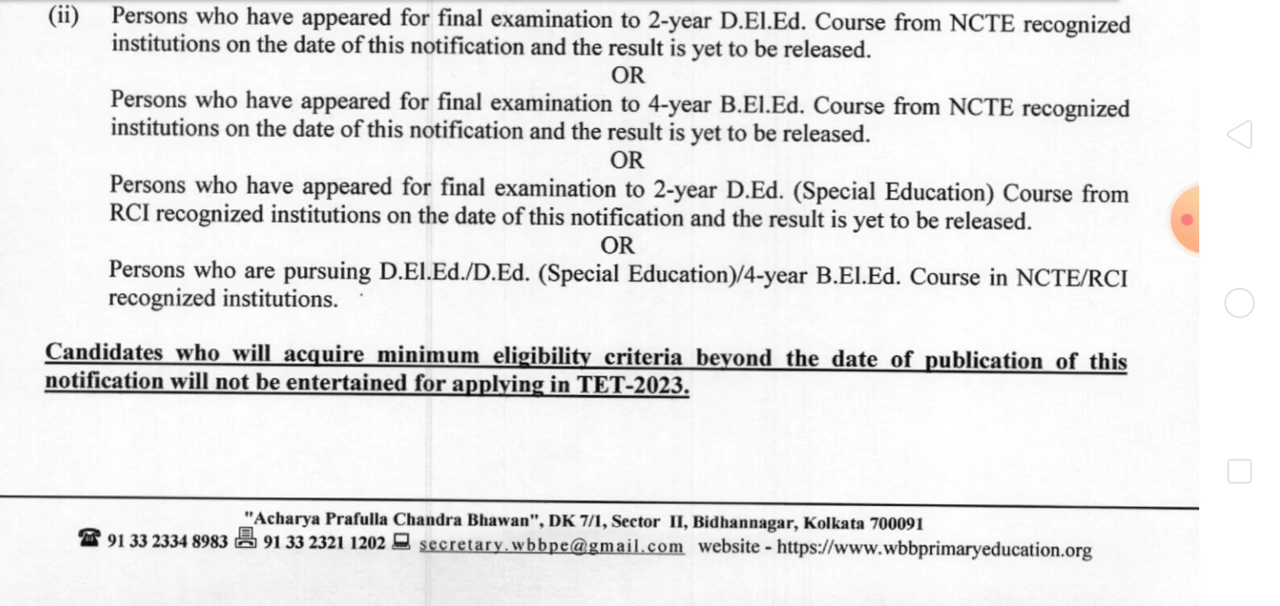 (ii) Persons who have appeared for final examination to 2-year D.El.Ed. Course from NCTE recognized
institutions on the date of this notification and the result is yet to be released.
OR
Persons who have appeared for final examination to 4-year B.El.Ed. Course from NCTE recognized
institutions on the date of this notification and the result is yet to be released.
OR
Persons who have appeared for final examination to 2-year D.Ed. (Special Education) Course from
RCI recognized institutions on the date of this notification and the result is yet to be released.
OR
Persons who are pursuing D.El.Ed./D.Ed. (Special Education)/4-year B.El.Ed. Course in NCTE/RCI
recognized institutions.
Candidates who will acquire minimum eligibility criteria beyond the date of publication of this
notification will not be entertained for applying in TET-2023.
"Acharya Prafulla Chandra Bhawan", DK 7/1, Sector II, Bidhannagar, Kolkata 700091
91 33 2334 8983 91 33 2321 1202 secretary.wbbpe@gmail.com website - https://www.wbbprimaryeducation.org